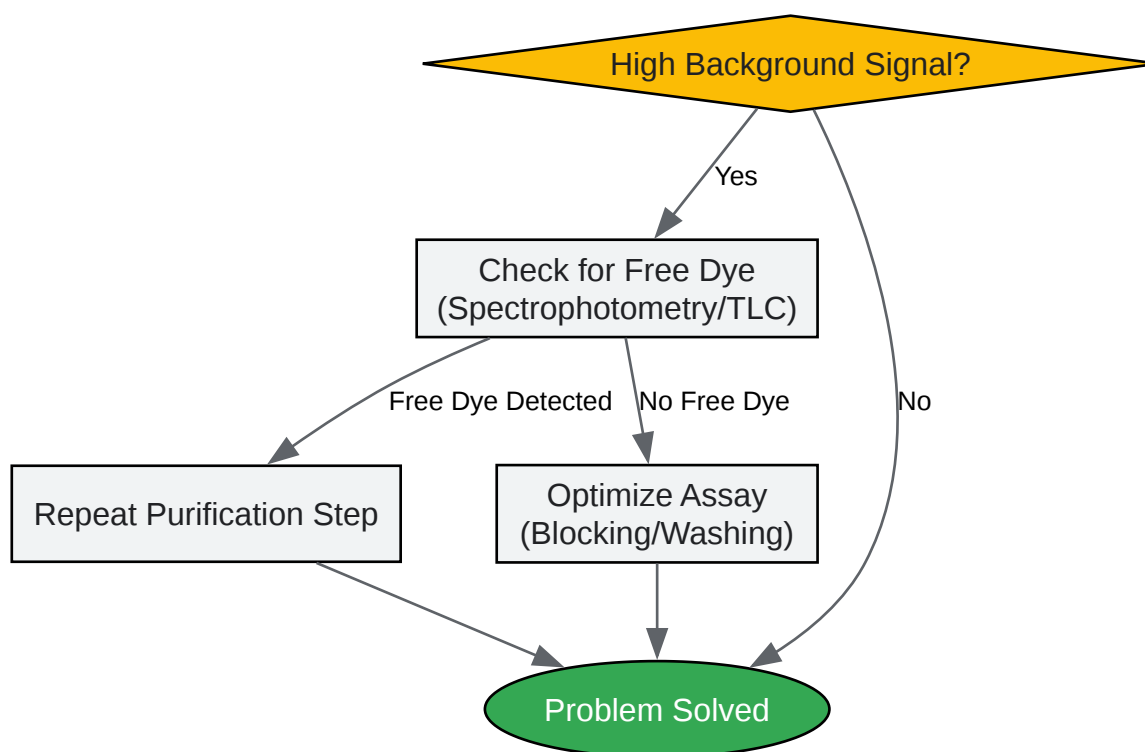 High Background Signal?
Yes
Check for Free Dye
(Spectrophotometry/TLC)
Free Dye Detected
No Free Dye
No
Repeat Purification Step
Optimize Assay
(Blocking/Washing)
Problem Solved